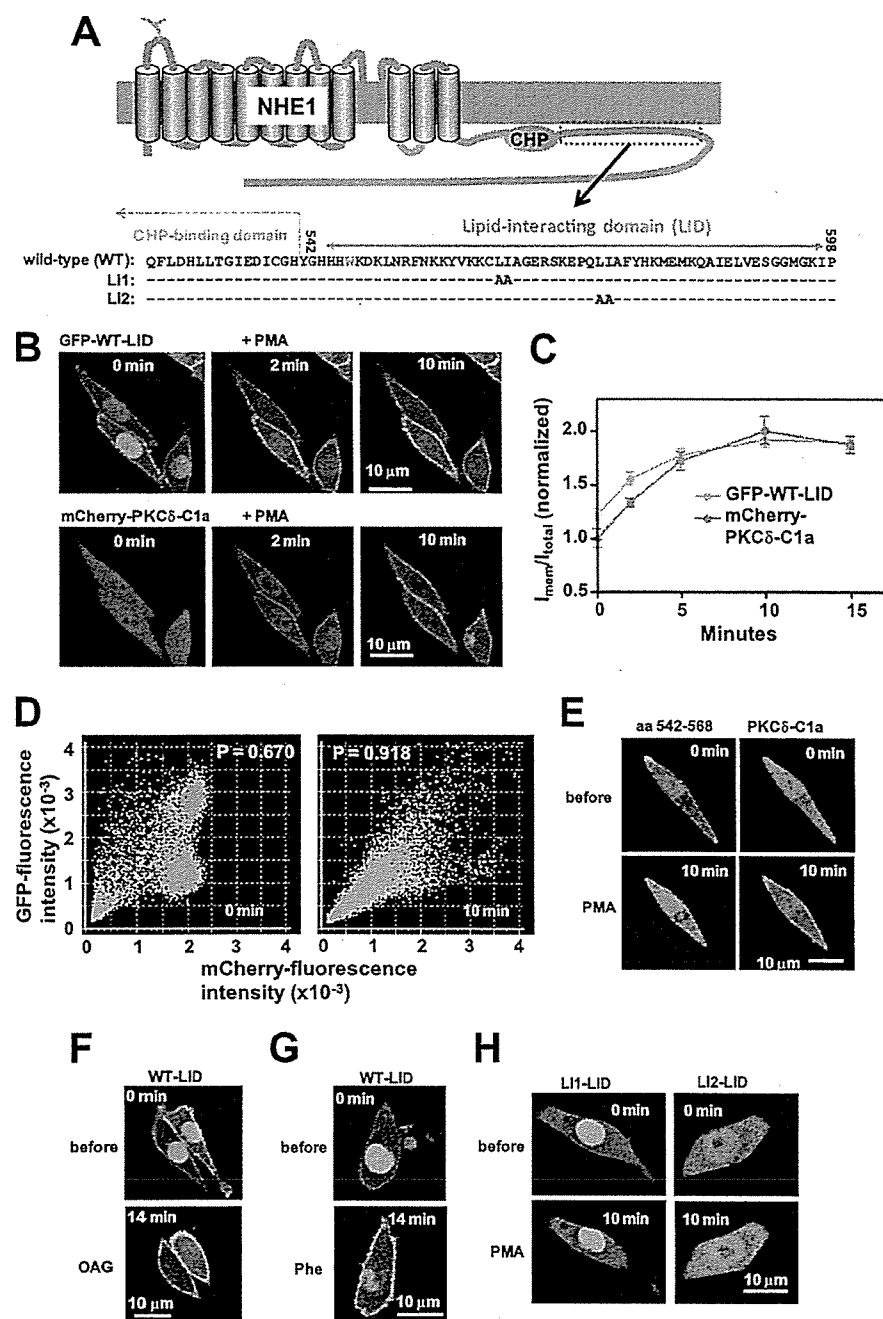 A
NHE1
CHP
CHP-binding domain
542
Lipid-interacting domain (LID)
598
wild-type (WT): QFLDHLLTGIEDICGHYGHHHWKDKLNRFNKKYVKKCLIAGERSKEPQLIAFYHKMEMKQAIELVESGGMGKIP
LI1: -------------------------------------AA-----------------------------------
LI2: ------------------------------------------------AA------------------------
B
GFP-WT-LID
+ PMA
0 min
2 min
10 min
10 μm
mCherry-PKCδ-C1a
+ PMA
0 min
2 min
10 min
10 μm
C
Imem/Itotal (normalized)
2.0
1.5
1.0
0.5
0
5
10
15
Minutes
GFP-WT-LID
mCherry-
PKCδ-C1a
D
GFP-fluorescence
intensity (x10-3)
4
3
2
1
0
P = 0.670
P = 0.918
0 min
10 min
0 1 2 3 4
0 1 2 3 4
mCherry-fluorescence
intensity (x10-3)
E
aa 542-568
PKCδ-C1a
before
0 min
0 min
PMA
10 min
10 min
10 μm
F
WT-LID
before
0 min
OAG
14 min
10 μm
G
WT-LID
before
0 min
Phe
14 min
10 μm
H
LI1-LID
LI2-LID
before
0 min
0 min
PMA
10 min
10 min
10 μm